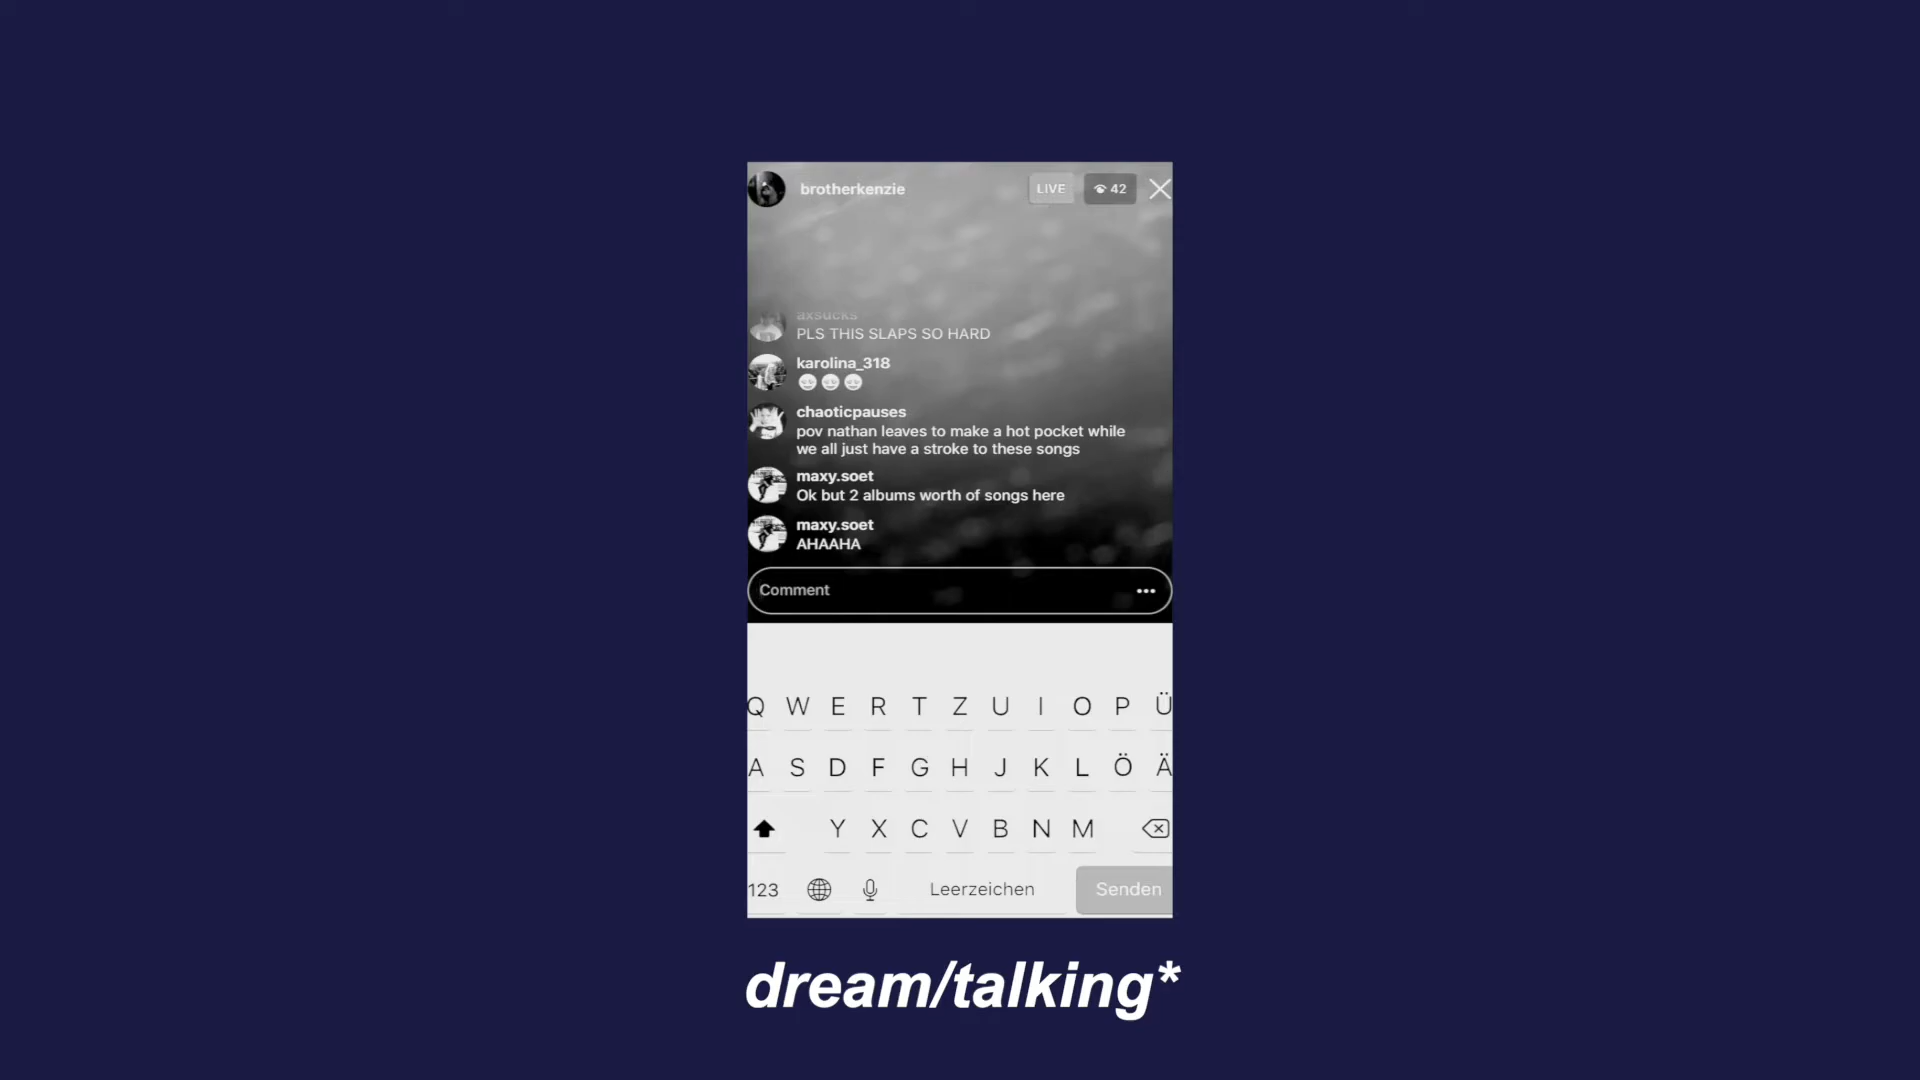 brotherkenzie LIVE 42
axsucks
PLS THIS SLAPS SO HARD
karolina_318
chaoticpauses
pov nathan leaves to make a hot pocket while
we all just have a stroke to these songs
maxy.soet
Ok but 2 albums worth of songs here
maxy.soet
AHAAHA
Comment
Q W E R T Z U I O P Ü
A S D F G H J K L Ö Ä
Y X C V B N M
123 Leerzeichen Senden
dream/talking*